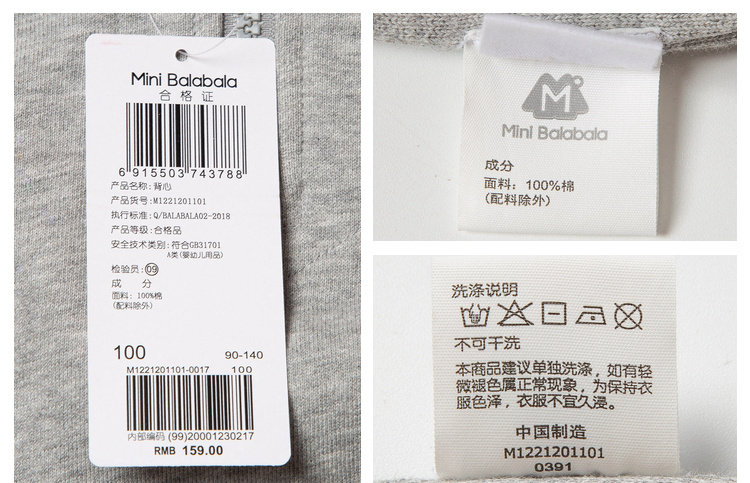 Mini Balabala
合格证
6 915503 743788
产品名称: 背心
产品货号: M1221201101
执行标准: Q/BALABALA02-2018
产品等级: 合格品
安全技术类别: 符合GB31701
A类(婴幼儿用品)
检验员: 09
成 分
面料: 100%棉
(配料除外)
100 90-140
M1221201101-0017 100
内部编码 (99)20001230217
RMB 159.00
M
Mini Balabala
成分
面料: 100%棉
(配料除外)
洗涤说明
不可干洗
本商品建议单独洗涤, 如有轻
微褪色属正常现象, 为保持衣
服色泽, 衣服不宜久浸。
中国制造
M1221201101
0391